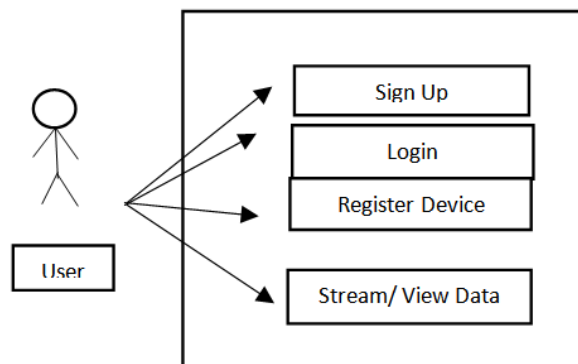 Sign Up
Login
Register Device
User
Stream/ View Data